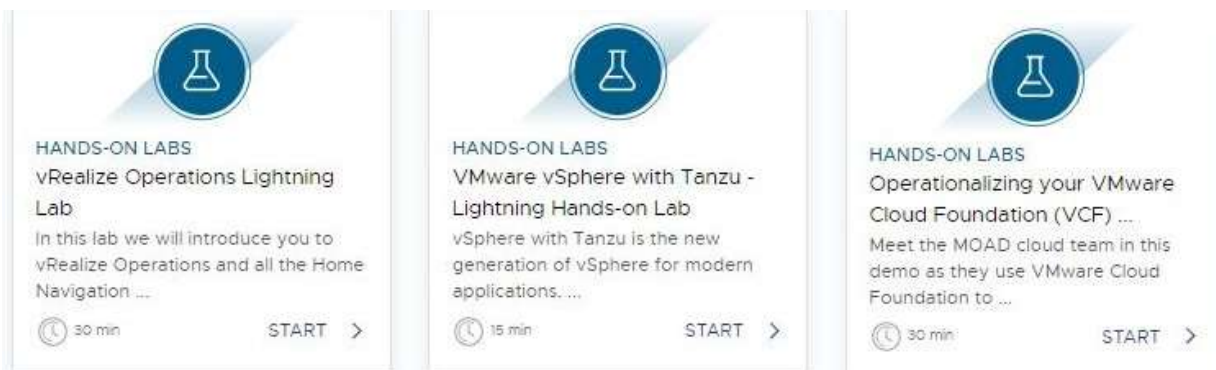 HANDS-ON LABS
vRealize Operations Lightning
Lab
In this lab we will introduce you to
vRealize Operations and all the Home
Navigation ...
30 min
START >
HANDS-ON LABS
VMware vSphere with Tanzu -
Lightning Hands-on Lab
vSphere with Tanzu is the new
generation of vSphere for modern
applications. ...
15 min
START >
HANDS-ON LABS
Operationalizing your VMware
Cloud Foundation (VCF) ...
Meet the MOAD cloud team in this
demo as they use VMware Cloud
Foundation to ...
30 min
START >